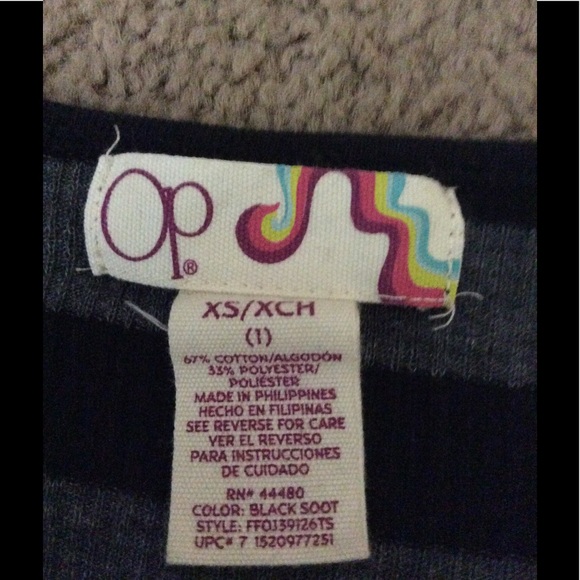 Op®
XS/XCH
(1)
67% COTTON/ALGODÓN
33% POLYESTER/
POLIÉSTER
MADE IN PHILIPPINES
HECHO EN FILIPINAS
SEE REVERSE FOR CARE
VER EL REVERSO
PARA INSTRUCCIONES
DE CUIDADO
RN# 44480
COLOR: BLACK SOOT
STYLE: FF0J39126TS
UPC# 7 1520977251